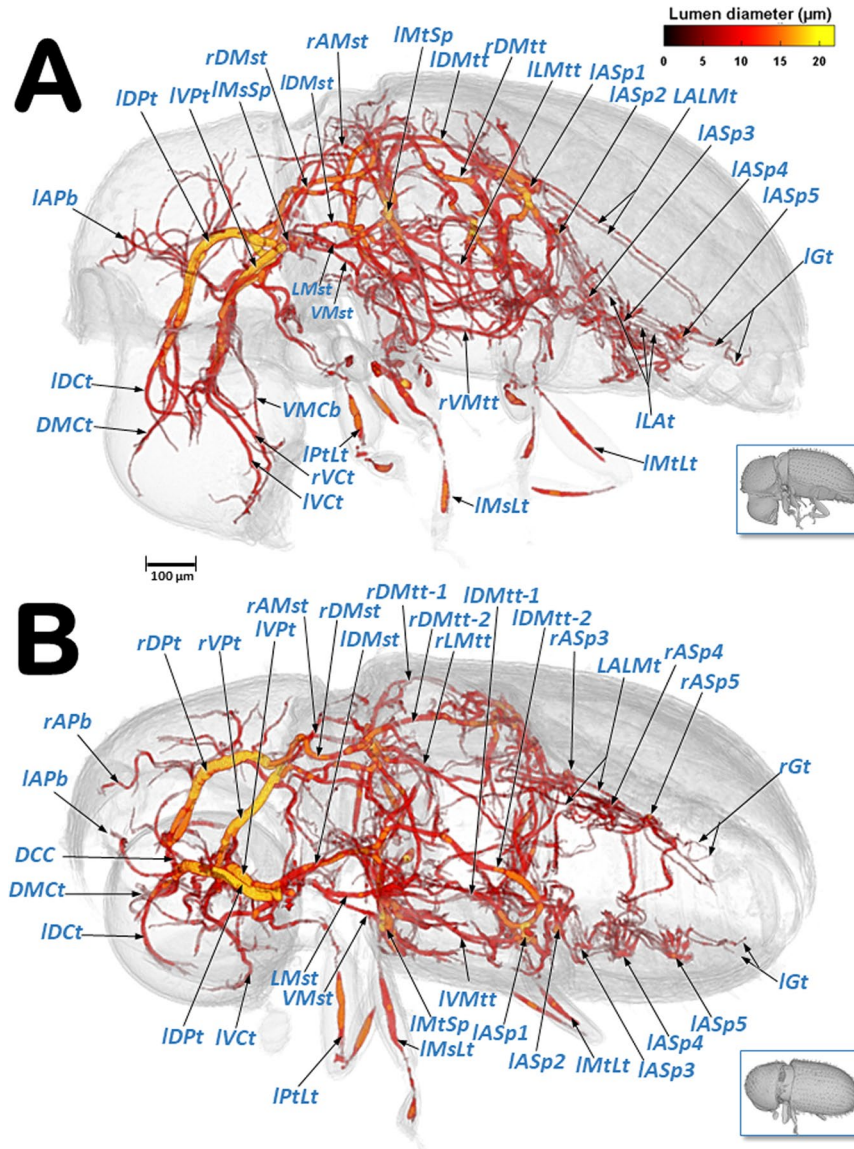 Lumen diameter (µm)
0 5 10 15 20
A
lMtSp
rAMst lDMtt rDMtt
rDMst lLMtt lASp1
lDPt lVPt lMsSp lDMst lASp2 LALMt
lASp3
lASp4
lAPb lASp5
lGt
LMst
VMst
lDCt
rVMtt
VMCb
DMCt
lLAt
lPtLt
rVCt
lMtLt
lVCt
lMsLt
100 µm
B
rDMtt-1 lDMtt-1
rAMst rDMst rDMtt-2 lDMtt-2
rDPt rVPt lVPt lDMst rLMtt rASp3
LALMt rASp4
rASp5
rAPb
rGt
lAPb
DCC
DMCt
lDCt
LMst
VMst
lVMtt
lGt
lDPt lVCt lMtSp lASp1 lASp5
lMsLt lASp2 lMtLt lASp4
lASp3
lPtLt